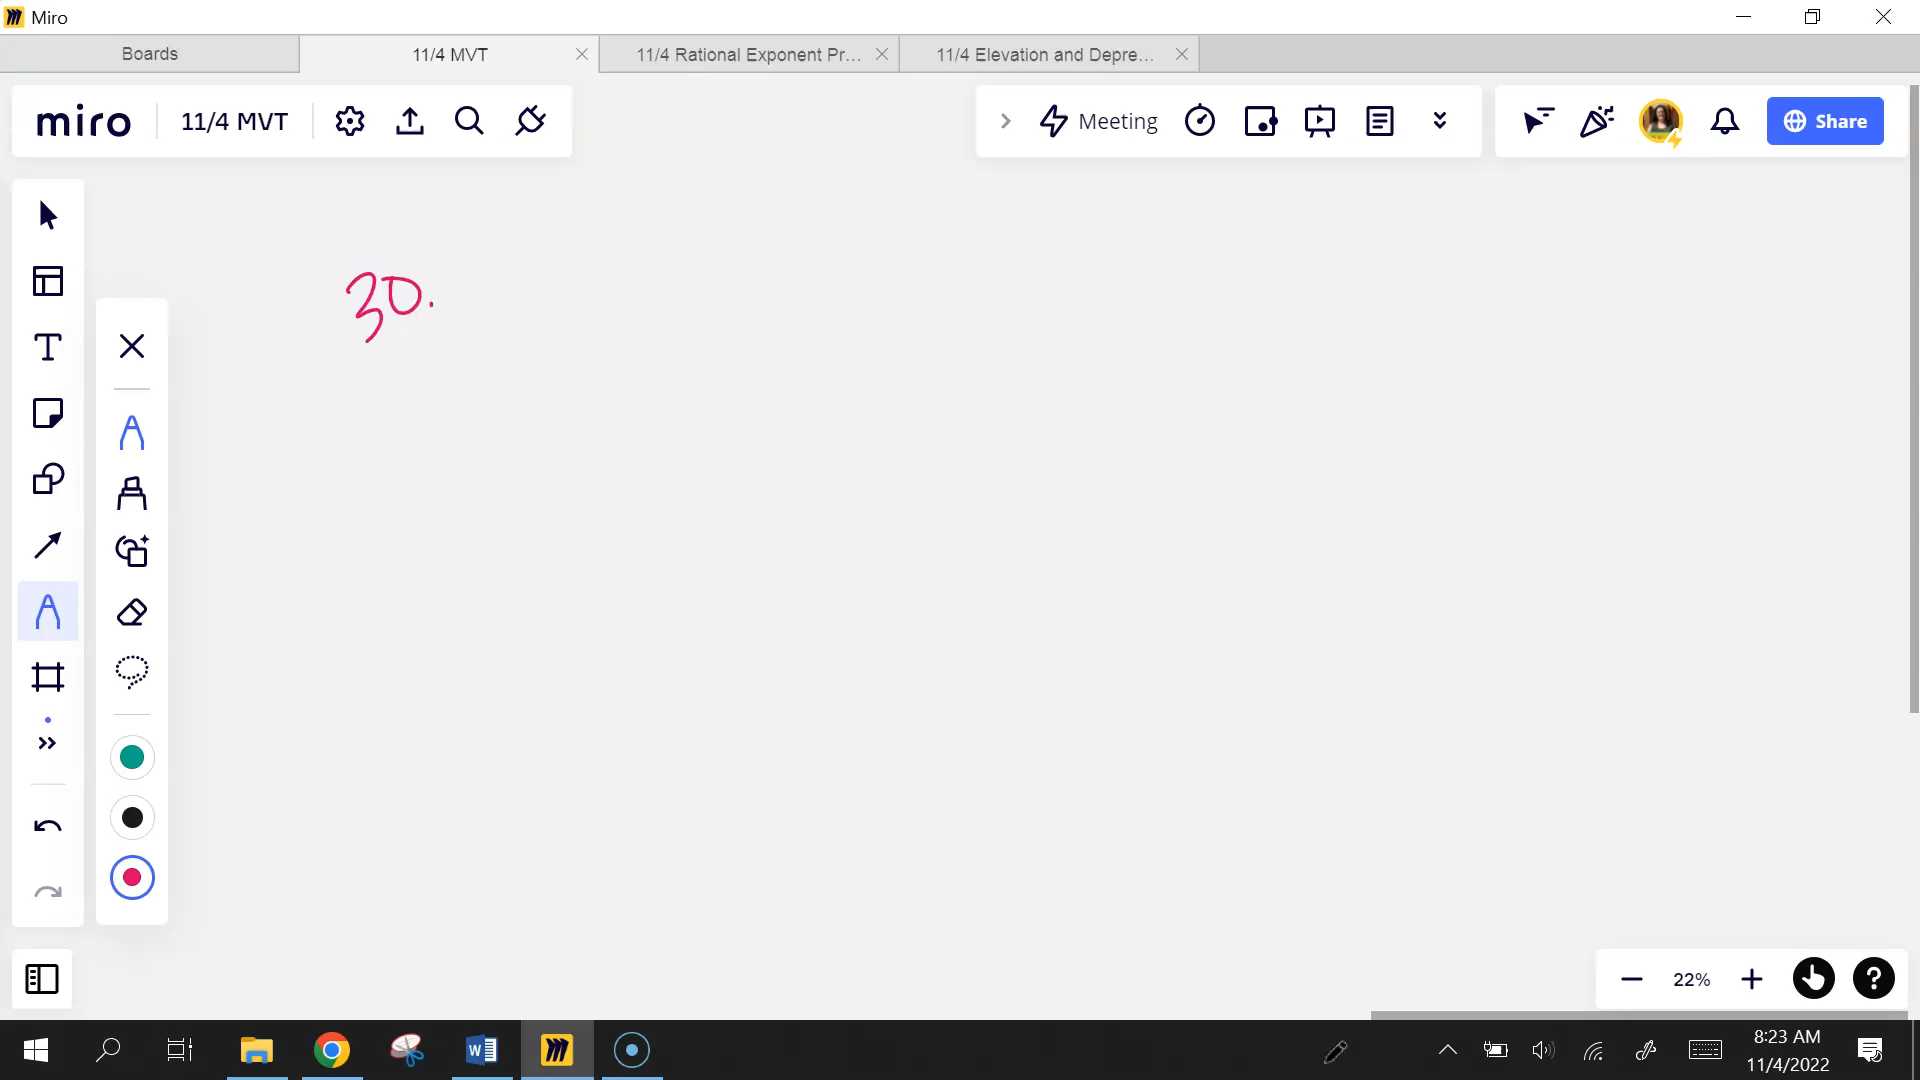 Miro
Boards
11/4 MVT
11/4 Rational Exponent Pr...
11/4 Elevation and Depre...
miro
11/4 MVT
Meeting
Share
30.
22%
8:23 AM
11/4/2022